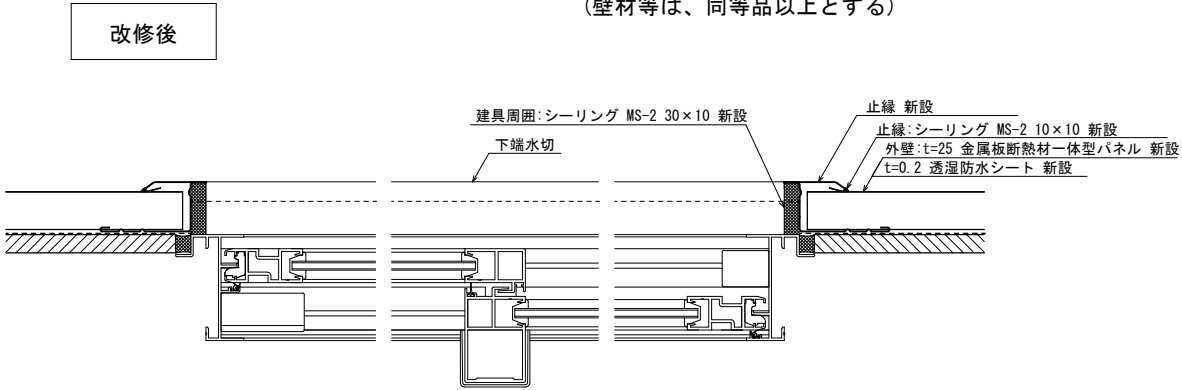 (壁材等は、同等品以上とする)
改修後
止縁 新設
建具周囲:シーリング MS-2 30×10 新設
止縁:シーリング MS-2 10×10 新設
下端水切
外壁:t=25 金属板断熱材一体型パネル 新設
t=0.2 透湿防水シート 新設